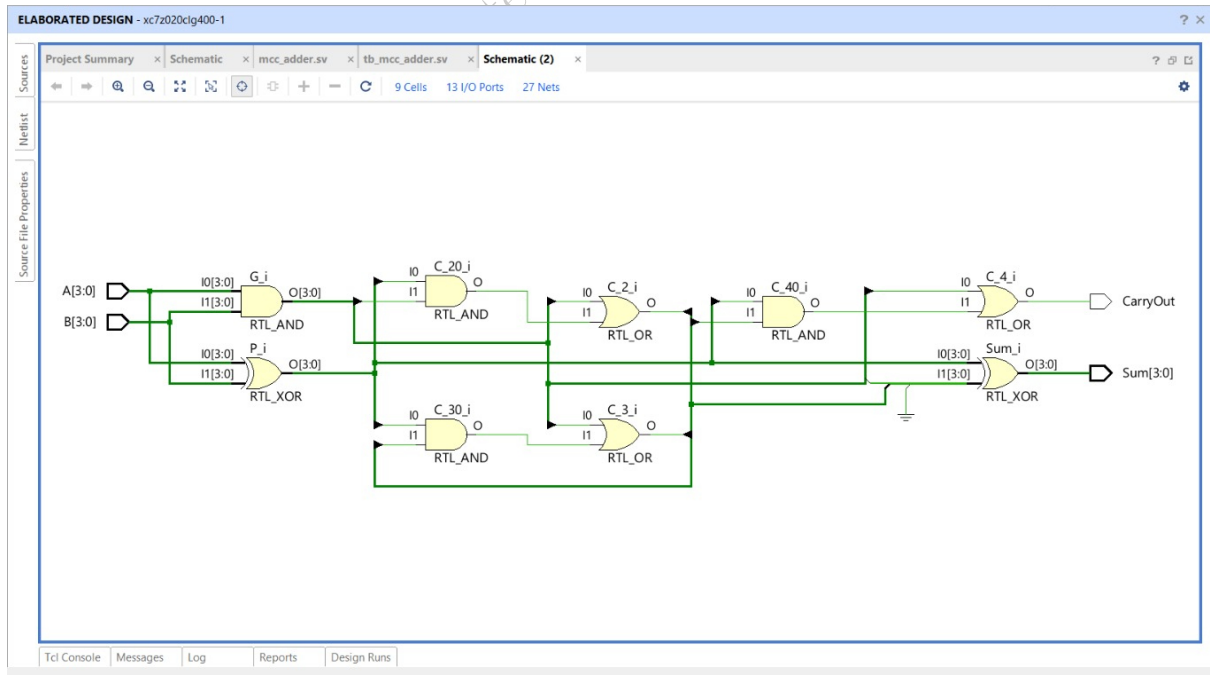 ELABORATED DESIGN - xc7z020clg400-1
? ×
Sources
Netlist
Source File Properties
Project Summary × Schematic × mcc_adder.sv × tb_mcc_adder.sv × Schematic (2) ×
?
9 Cells 13 I/O Ports 27 Nets
A[3:0]
B[3:0]
I0[3:0] G_i
I1[3:0] O[3:0]
RTL_AND
I0[3:0] P_i
I1[3:0] O[3:0]
RTL_XOR
I0 C_20_i
I1 O
RTL_AND
I0 C_30_i
I1 O
RTL_AND
I0 C_2_i
I1 O
RTL_OR
I0 C_3_i
I1 O
RTL_OR
I0 C_40_i
I1 O
RTL_AND
I0 C_4_i
I1 O
RTL_OR
CarryOut
I0[3:0] Sum_i
I1[3:0] O[3:0]
RTL_XOR
Sum[3:0]
Tcl Console Messages Log Reports Design Runs